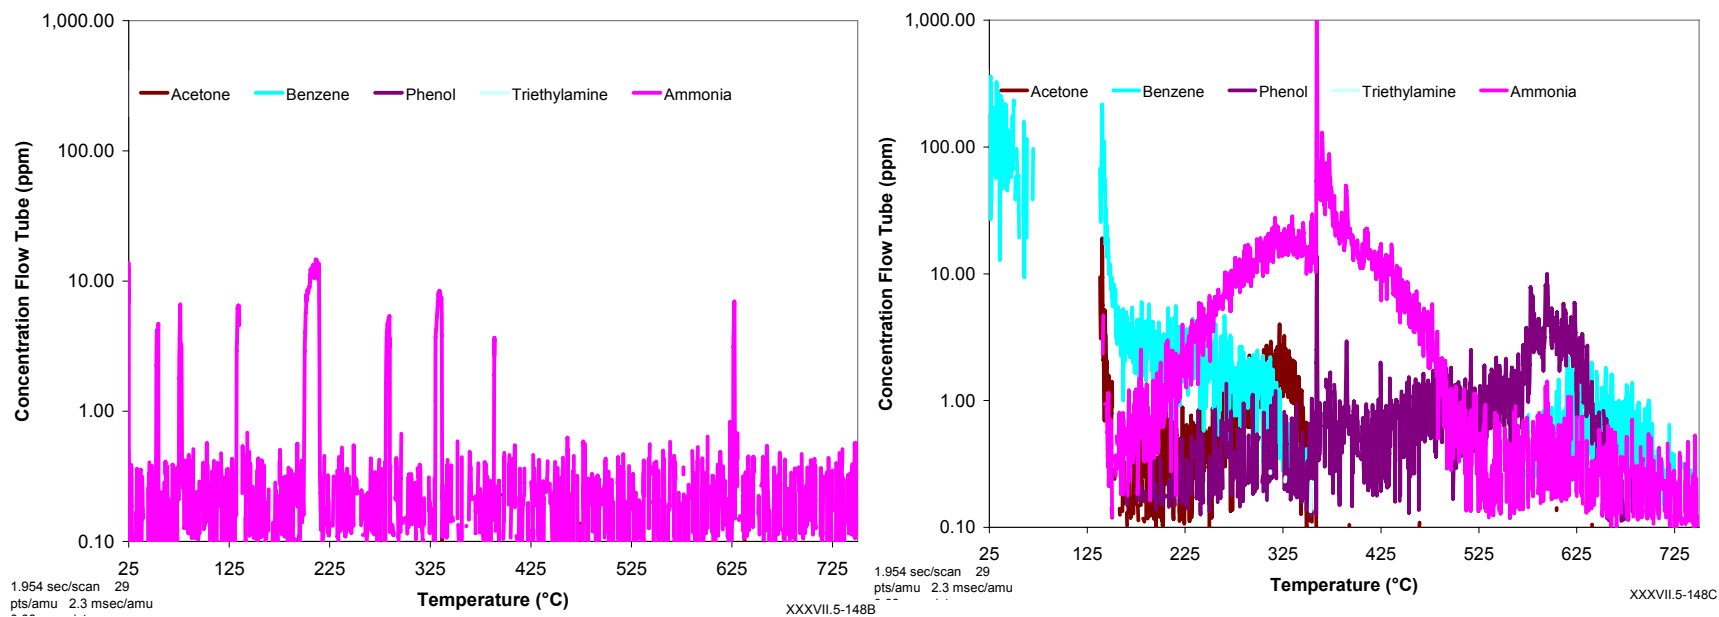 1,000.00
100.00
10.00
1.00
0.10
Concentration Flow Tube (ppm)
Acetone Benzene Phenol Triethylamine Ammonia
25 125 225 325 425 525 625 725
Temperature (°C)
1.954 sec/scan 29
pts/amu 2.3 msec/amu
XXXVII.5-148B
1,000.00
100.00
10.00
1.00
0.10
Concentration Flow Tube (ppm)
Acetone Benzene Phenol Triethylamine Ammonia
25 125 225 325 425 525 625 725
Temperature (°C)
1.954 sec/scan 29
pts/amu 2.3 msec/amu
XXXVII.5-148C